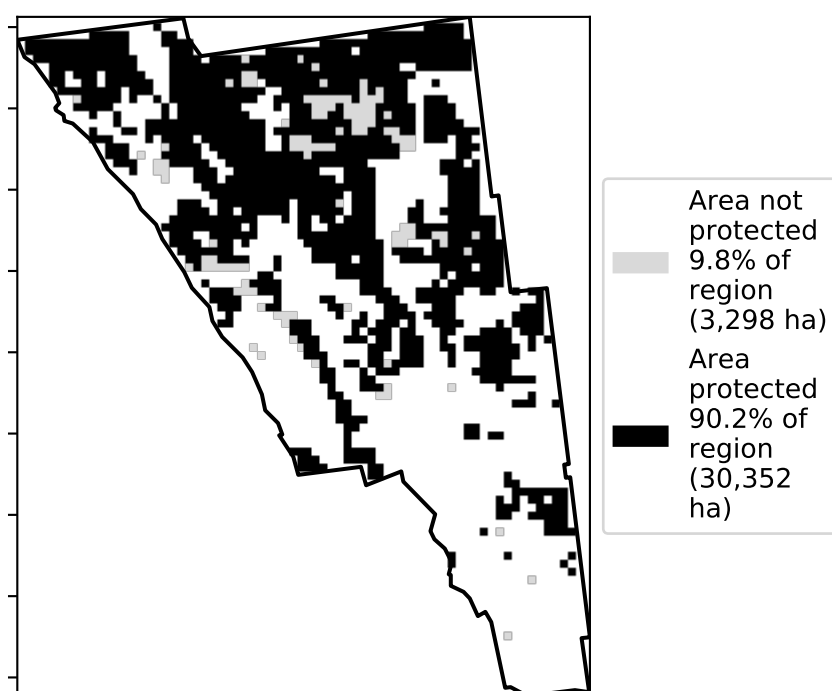 Area not
protected
9.8% of
region
(3,298 ha)
Area
protected
90.2% of
region
(30,352
ha)